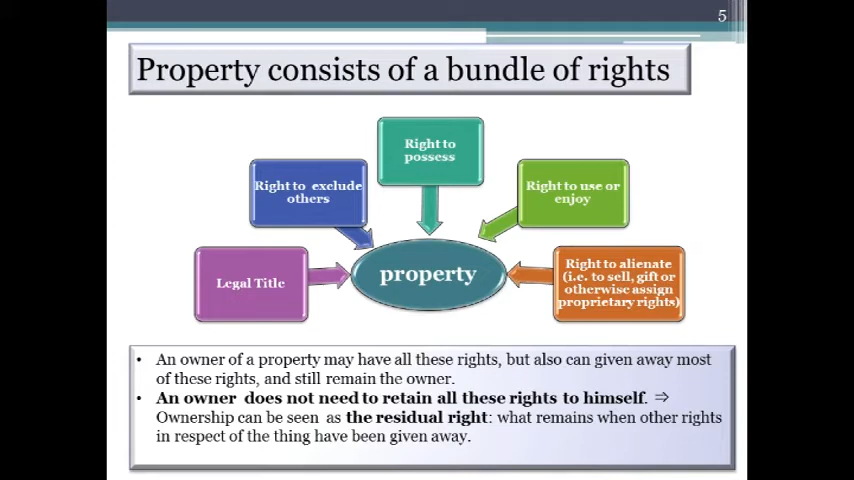 5
Property consists of a bundle of rights
Legal Title
Right to exclude
others
Right to
possess
Right to use or
enjoy
Right to alienate
(i.e. to sell, gift or
otherwise assign
proprietary rights)
property
• An owner of a property may have all these rights, but also can given away most
of these rights, and still remain the owner.
• An owner does not need to retain all these rights to himself. ⇒
Ownership can be seen as the residual right: what remains when other rights
in respect of the thing have been given away.